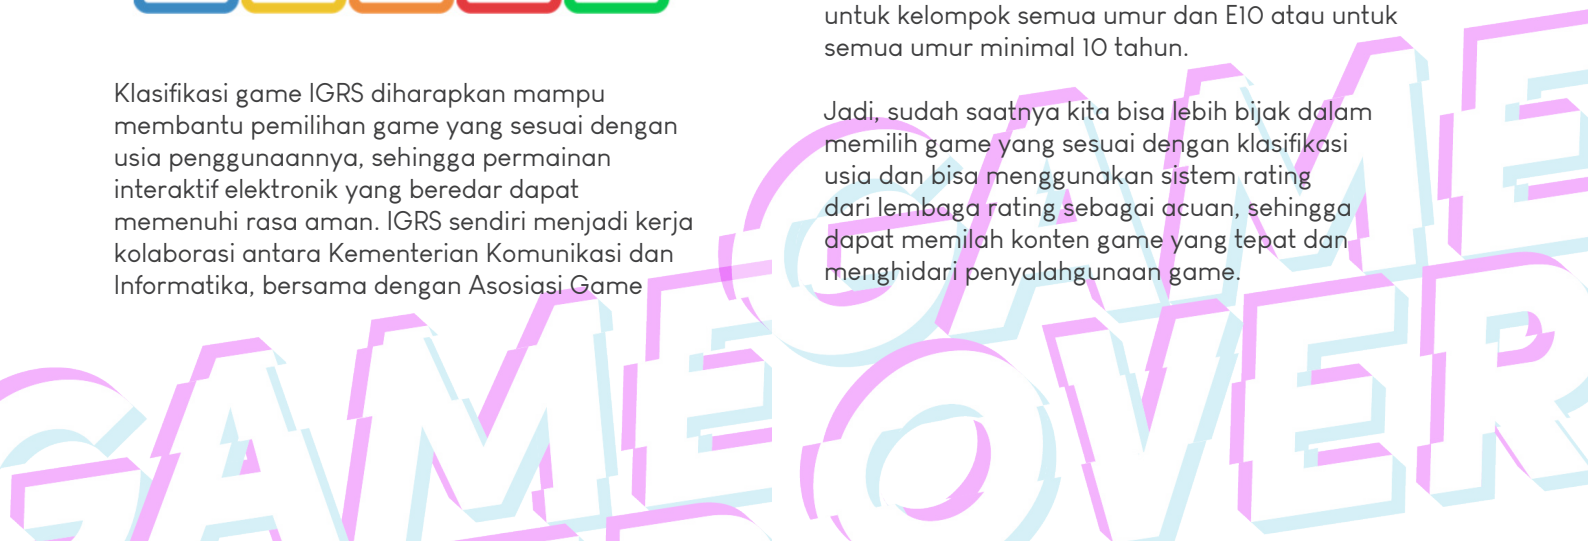 Klasifikasi game IGRS diharapkan mampu
membantu pemilihan game yang sesuai dengan
usia penggunaannya, sehingga permainan
interaktif elektronik yang beredar dapat
memenuhi rasa aman. IGRS sendiri menjadi kerja
kolaborasi antara Kementerian Komunikasi dan
Informatika, bersama dengan Asosiasi Game
GAME
untuk kelompok semua umur dan E10 atau untuk
semua umur minimal 10 tahun.
Jadi, sudah saatnya kita bisa lebih bijak dalam
memilih game yang sesuai dengan klasifikasi
usia dan bisa menggunakan sistem rating
dari lembaga rating sebagai acuan, sehingga
dapat memilah konten game yang tepat dan
menghidari penyalahgunaan game.
GAME
OVER